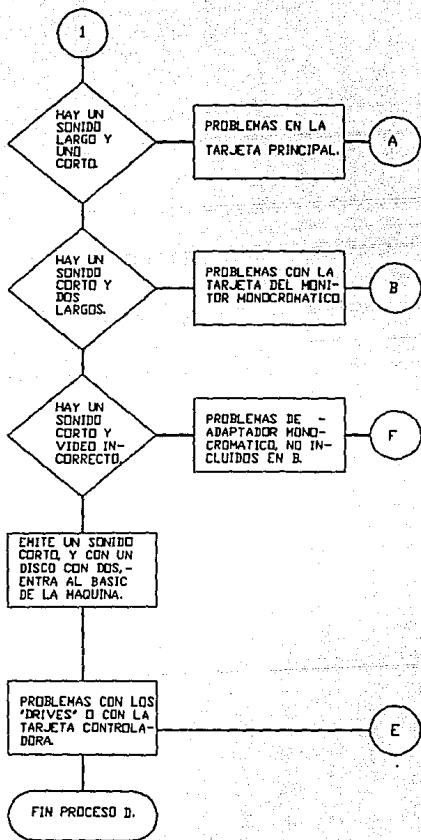 1
HAY UN
SONIDO
LARGO Y
UNO
CORTO.
PROBLEMAS EN LA
TARJETA PRINCIPAL.
A
HAY UN
SONIDO
CORTO Y
DOS
LARGOS.
PROBLEMAS CON LA
TARJETA DEL MONI-
TOR MONOCROMATICO.
B
HAY UN
SONIDO
CORTO Y
VIDEO IN-
CORRECTO.
PROBLEMAS DE -
ADAPTADOR MONO-
CROMATICO, NO IN-
CLUIDOS EN B.
F
EMITE UN SONIDO
CORTO, Y CON UN
DISCO CON DOS,-
ENTRA AL BASIC
DE LA MAQUINA.
PROBLEMAS CON LOS
"DRIVES" O CON LA
TARJETA CONTROLA-
DORA.
E
FIN PROCESO D.